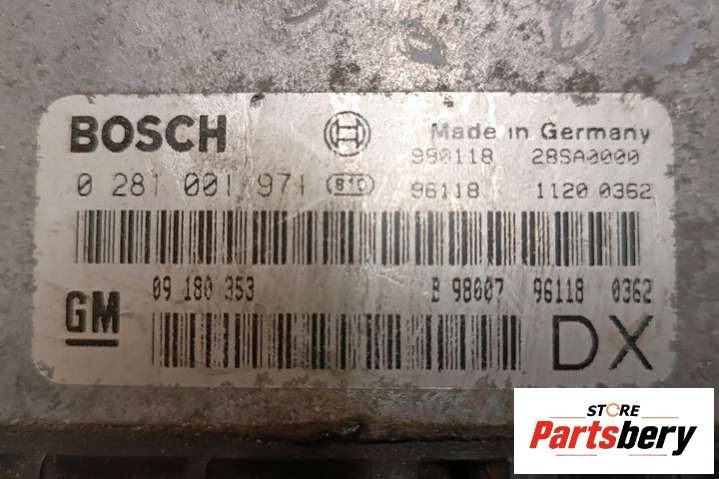 BOSCH
Made in Germany
990118 28SA0000
0 281 001 971 B10 96118 1120 0362
GM 09 180 353 B 98007 96118 0362
DX
STORE
Partsbery